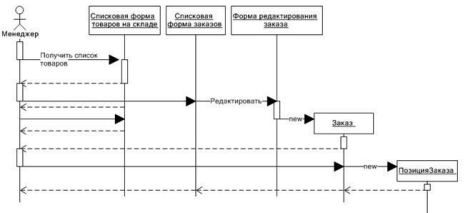 Списковая форма
товаров на складе
Списковая
форма заказов
Форма редактирования
заказа
Менеджер
Получить список
товаров
Редактировать
new
Заказ
new
ПозицияЗаказа